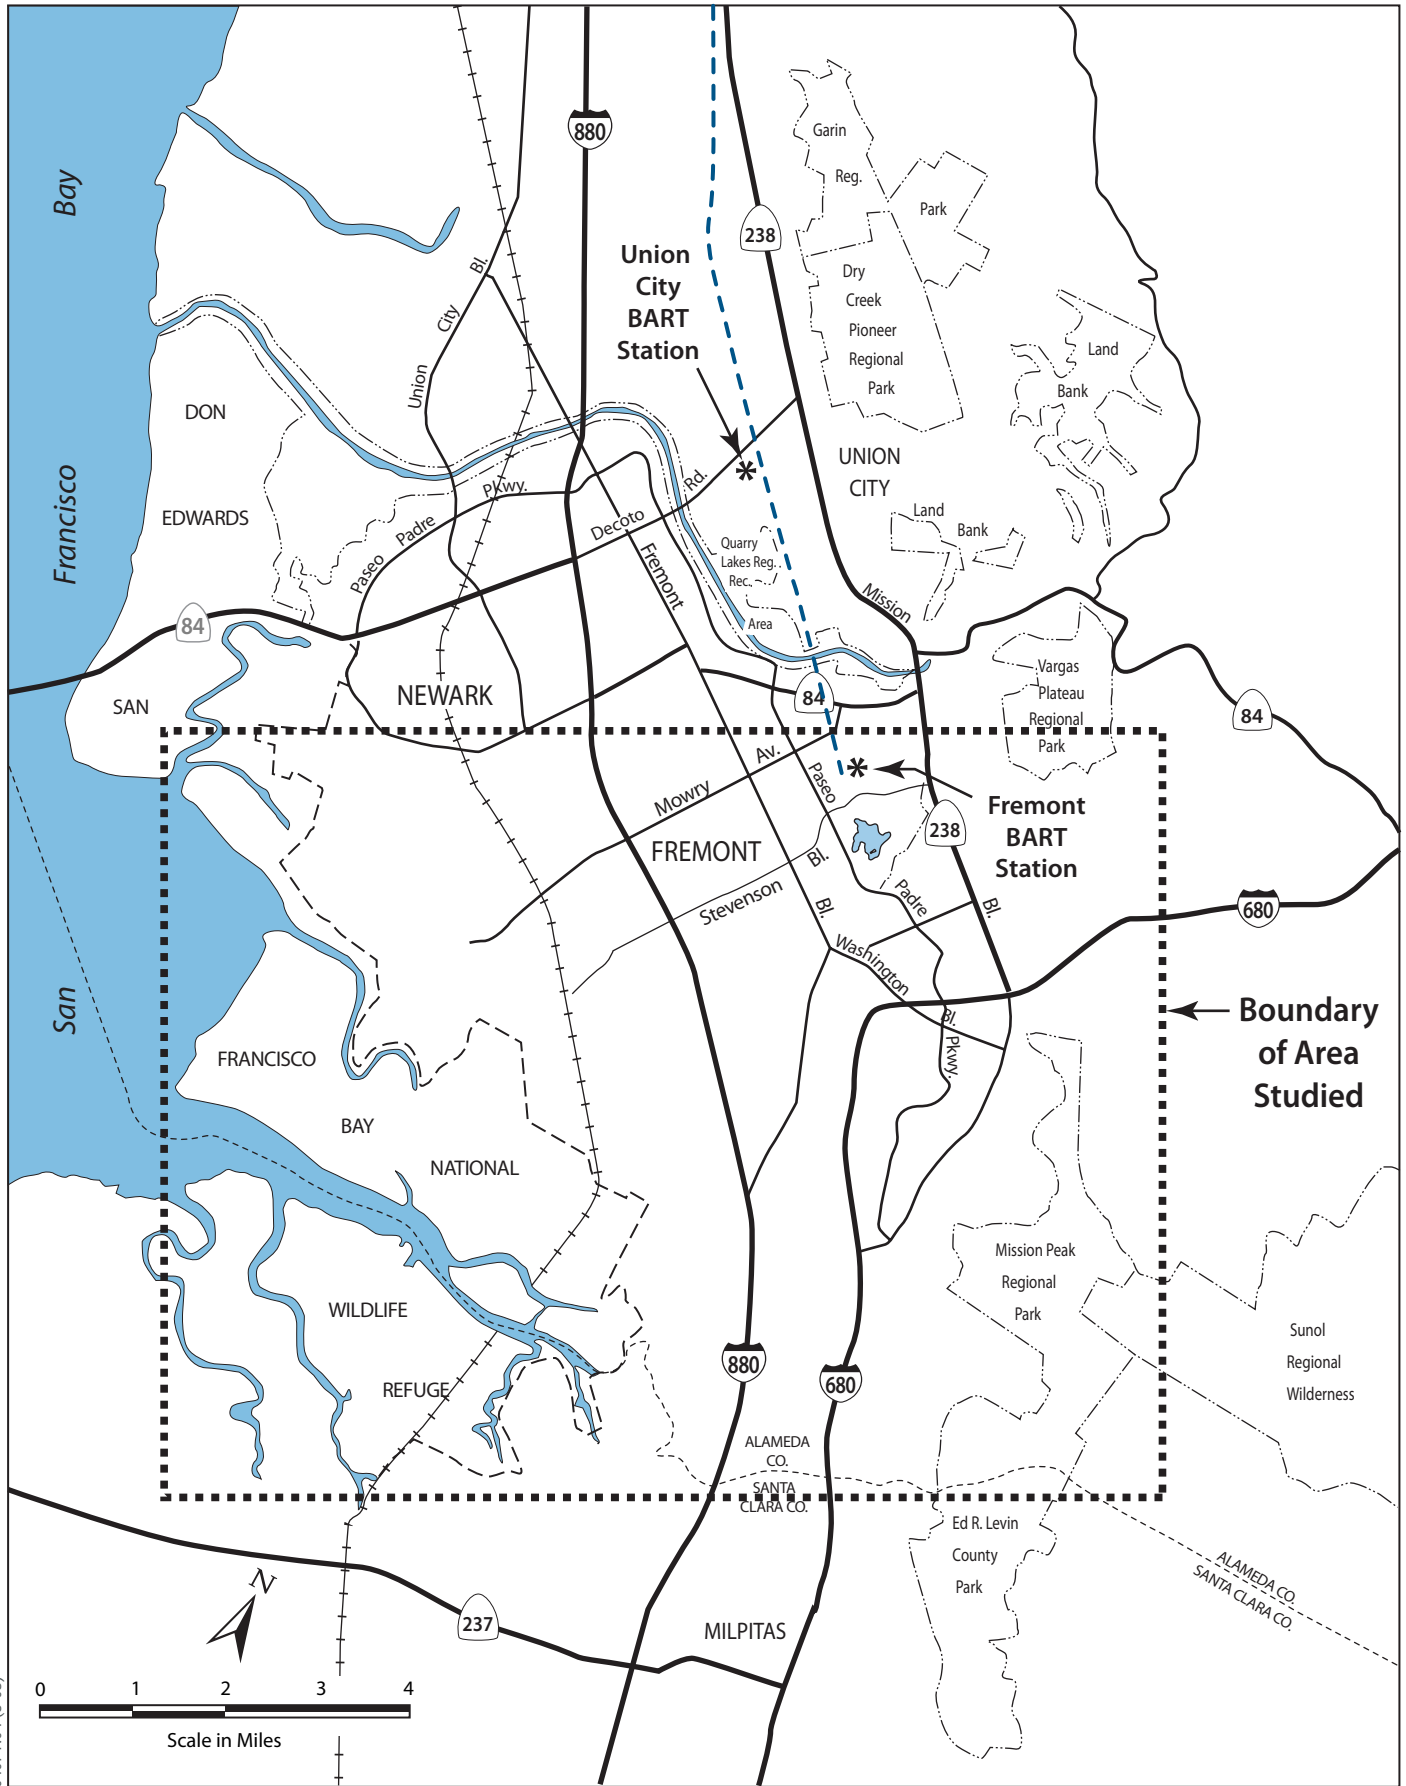 880
Garin
Reg.
Park
Bay
238
Union
City
BART
Station
Bl.
City
Union
Dry
Creek
Pioneer
Regional
Park
Land
Bank
DON
EDWARDS
Francisco
UNION
CITY
Pkwy.
Padre
Paseo
Decoto
Rd.
Fremont
Land
Bank
Quarry
Lakes Reg.
Rec.
Area
Mission
84
Vargas
Plateau
Regional
Park
SAN
NEWARK
84
84
Mowry
Av.
Paseo
Fremont
BART
Station
238
FREMONT
Bl.
Stevenson
Bl.
Padre
Bl.
680
Washington
Bl.
Pkwy.
San
Boundary
of Area
Studied
FRANCISCO
BAY
NATIONAL
WILDLIFE
REFUGE
Mission Peak
Regional
Park
Sunol
Regional
Wilderness
880
680
ALAMEDA
CO.
SANTA
CLARA CO.
Ed R. Levin
County
Park
ALAMEDA CO.
SANTA CLARA CO.
N
237
MILPITAS
0 1 2 3 4
Scale in Miles